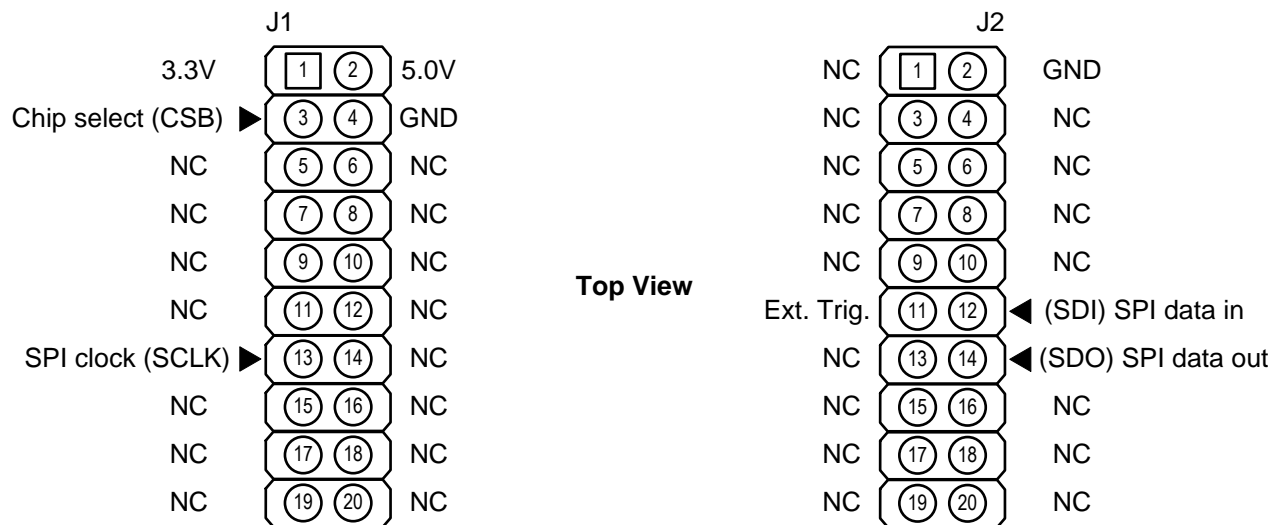 J1 J2
3.3V 1 2 5.0V NC 1 2 GND
Chip select (CSB) 3 4 GND NC 3 4 NC
NC 5 6 NC NC 5 6 NC
NC 7 8 NC NC 7 8 NC
NC 9 10 NC NC 9 10 NC
Top View
NC 11 12 NC Ext. Trig. 11 12 (SDI) SPI data in
SPI clock (SCLK) 13 14 NC NC 13 14 (SDO) SPI data out
NC 15 16 NC NC 15 16 NC
NC 17 18 NC NC 17 18 NC
NC 19 20 NC NC 19 20 NC